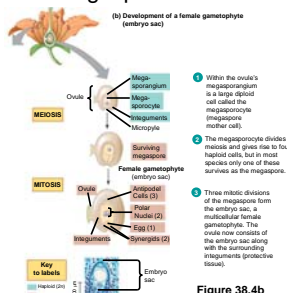 (b) Development of a female gametophyte
(embryo sac)
Mega-
sporangium
Ovule
Mega-
sporocyte
MEIOSIS
Integuments
Micropyle
Surviving
megaspore
Female gametophyte
(embryo sac)
MITOSIS
Ovule
Antipodal
Cells (3)
Polar
Nuclei (2)
Egg (1)
Integuments
Synergids (2)
Key
to labels
Haploid (2n)
Embryo
sac
1 Within the ovule's
megasporangium
is a large diploid
cell called the
megasporocyte
(megaspore
mother cell).
2 The megasporocyte divides
meiosis and gives rise to fou
haploid cells, but in most
species only one of these
survives as the megaspore.
3 Three mitotic divisions
of the megaspore form
the embryo sac, a
multicellular female
gametophyte. The
ovule now consists of
the embryo sac along
with the surrounding
integuments (protective
tissue).
Figure 38.4b